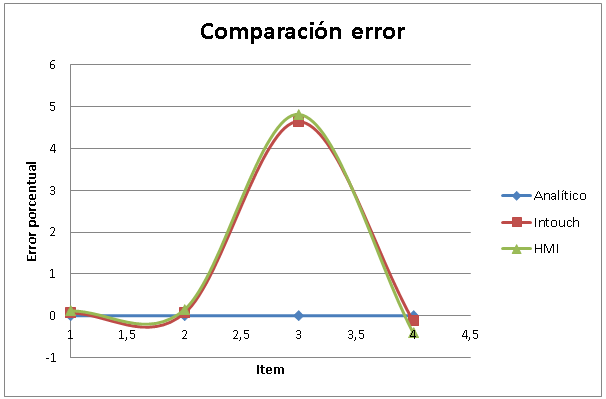 Comparación error
6
5
4
3
2
1
0
-1
Error porcentual
1 1,5 2 2,5 3 3,5 4 4,5
Item
Analítico
Intouch
HMI